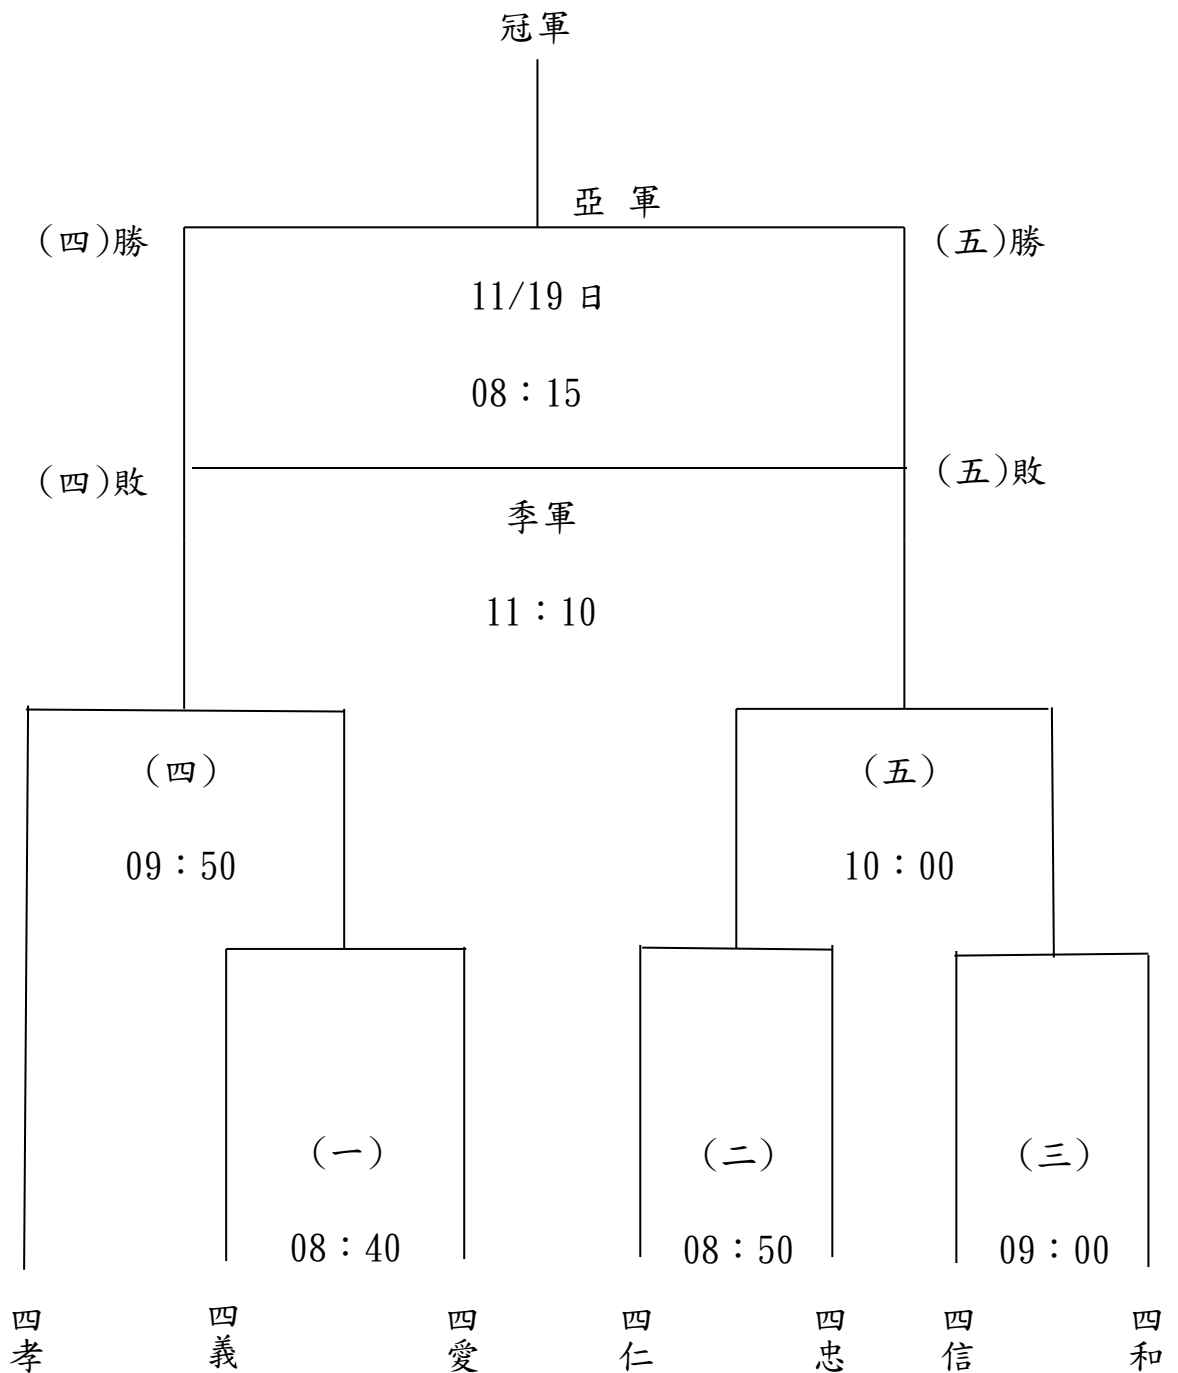 冠軍
亞 軍
(四)勝
(五)勝
11/19 日
08：15
(四)敗
(五)敗
季軍
11：10
(四)
(五)
09：50
10：00
(一)
(二)
(三)
08：40
08：50
09：00
四孝
四義
四愛
四仁
四忠
四信
四和